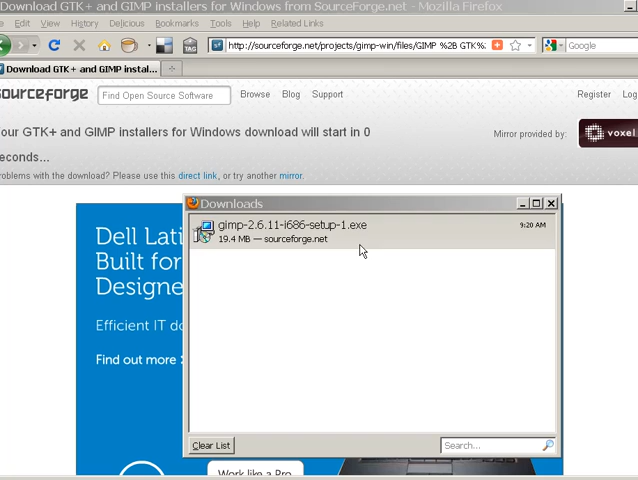 Download GTK+ and GIMP installers for Windows from SourceForge.net - Mozilla Firefox
Edit View History Delicious Bookmarks Tools Help
http://sourceforge.net/projects/gimp-win/files/GIMP %2B GTK%
Google
Download GTK+ and GIMP instal...
sourceforge
Find Open Source Software
Browse Blog Support
Register Log
our GTK+ and GIMP installers for Windows download will start in 0
seconds...
Mirror provided by:
voxel
roblems with the download? Please use this direct link, or try another mirror.
Downloads
gimp-2.6.11-i686-setup-1.exe
9:20 AM
19.4 MB — sourceforge.net
Dell Lati
Built for
Designe
Efficient IT do
Find out more
Work like a Pro
Clear List
Search...